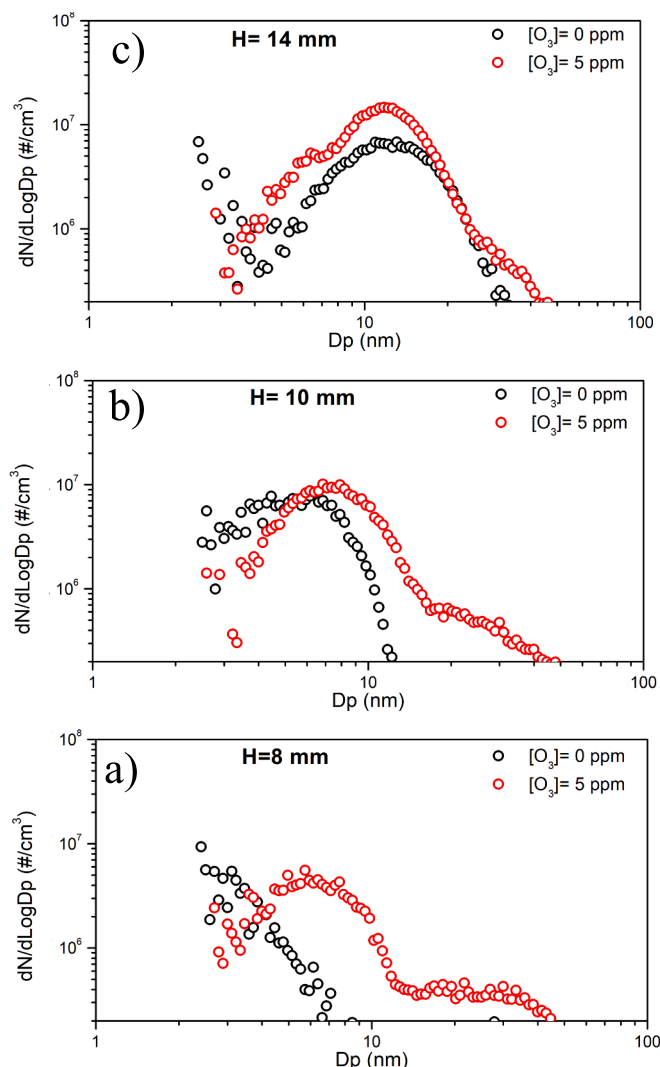 c)
H= 14 mm
[O₃]= 0 ppm
[O₃]= 5 ppm
10⁸
10⁷
10⁶
dN/dLogDp (#/cm³)
1
10
100
Dp (nm)
b)
H= 10 mm
[O₃]= 0 ppm
[O₃]= 5 ppm
10⁸
10⁷
10⁶
dN/dLogDp (#/cm³)
1
10
100
Dp (nm)
a)
H=8 mm
[O₃]= 0 ppm
[O₃]= 5 ppm
10⁸
10⁷
10⁶
dN/dLogDp (#/cm³)
1
10
100
Dp (nm)